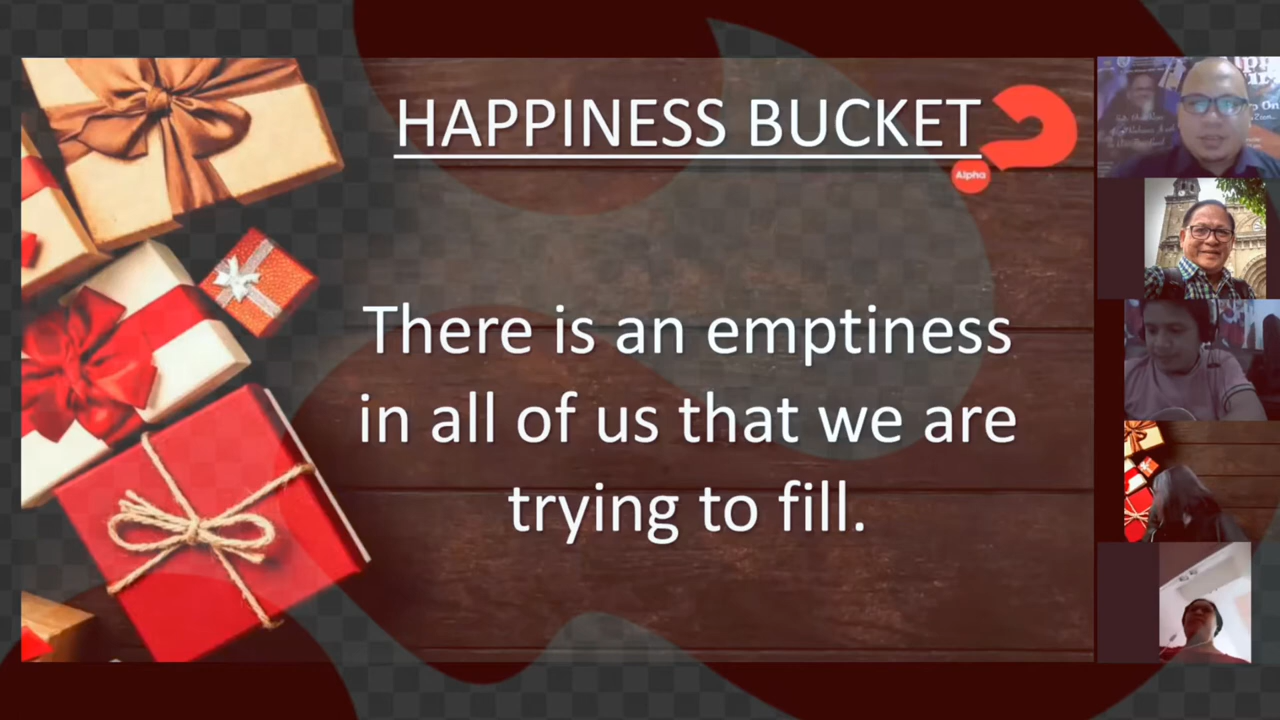 HAPPINESS BUCKET
Alpha
There is an emptiness
in all of us that we are
trying to fill.